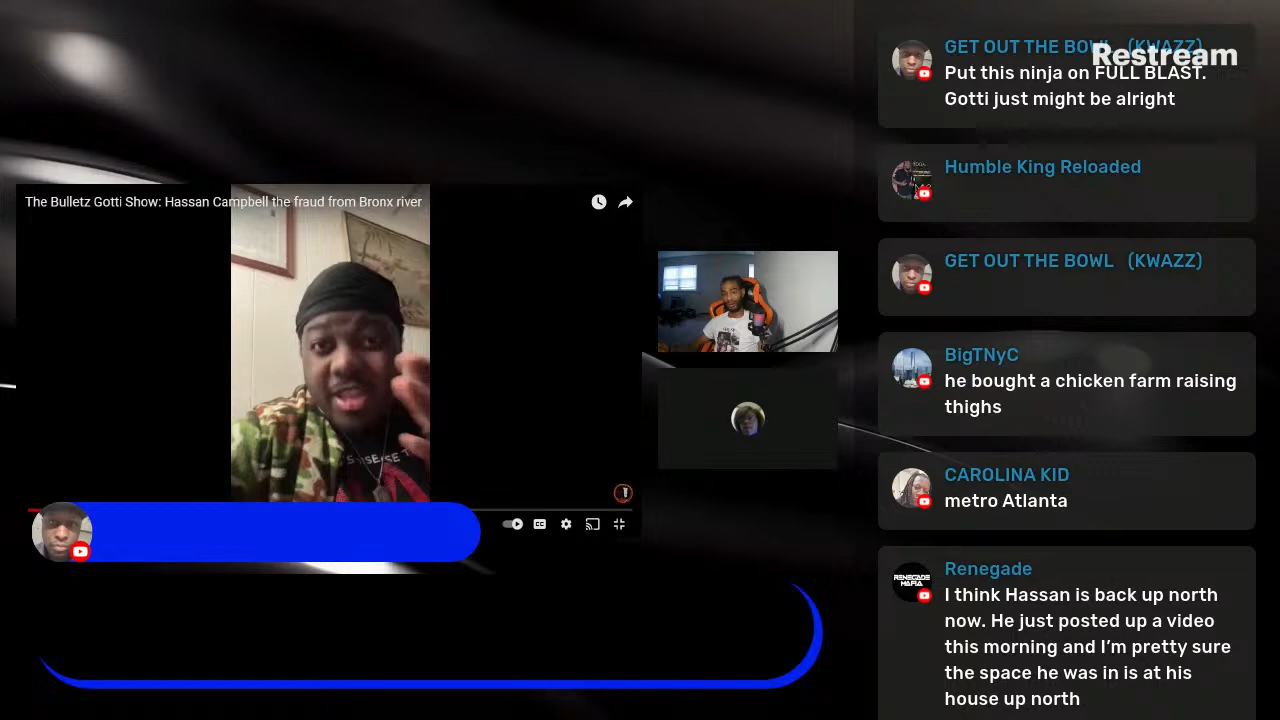 GET OUT THE BOWL (KWAZZ)
Restream
Put this ninja on FULL BLAST.
Gotti just might be alright
Humble King Reloaded
GET OUT THE BOWL (KWAZZ)
BigTNyC
he bought a chicken farm raising
thighs
CAROLINA KID
metro Atlanta
Renegade
I think Hassan is back up north
now. He just posted up a video
this morning and I’m pretty sure
the space he was in is at his
house up north
RENEGADE
MAFIA
The Bulletz Gotti Show: Hassan Campbell the fraud from Bronx river
CC